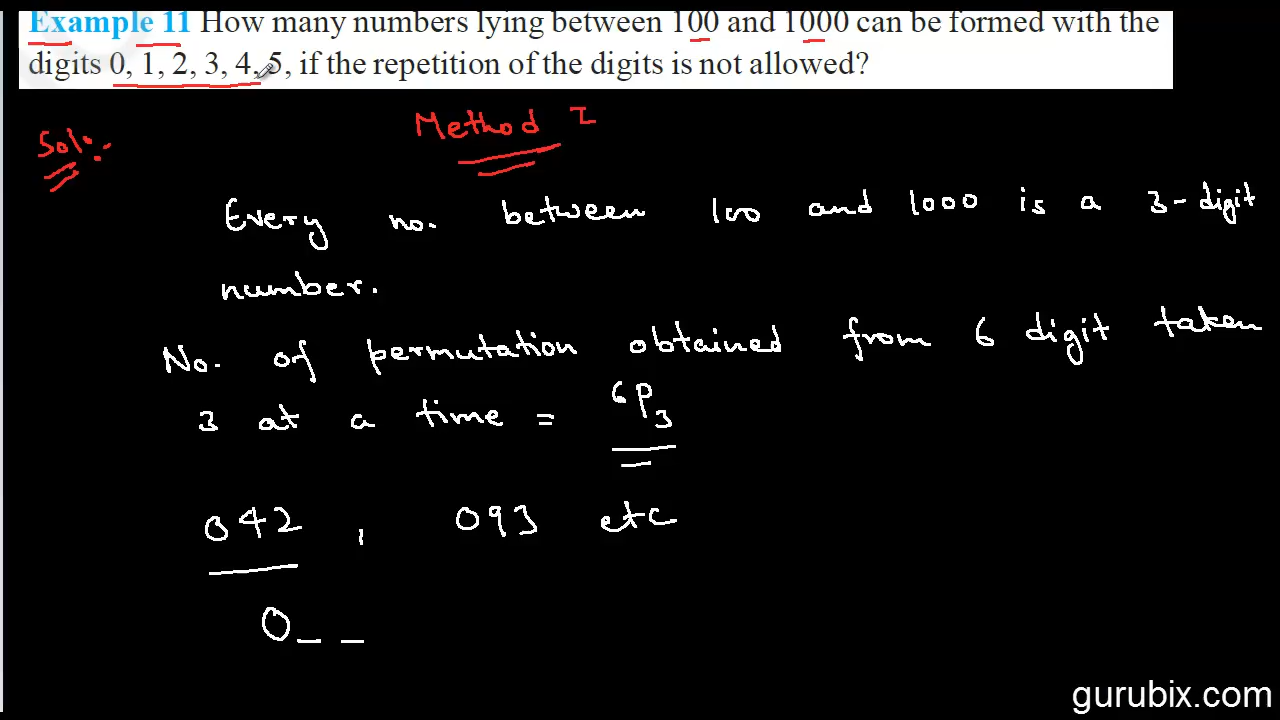 Example 11 How many numbers lying between 100 and 1000 can be formed with the
digits 0, 1, 2, 3, 4, 5, if the repetition of the digits is not allowed?
Method I
Sol:-
Every no. between 100 and 1000 is a 3-digit
number.
No. of permutation obtained from 6 digit taken
3 at a time = 6P3
042, 093 etc
0_ _
gurubix.com